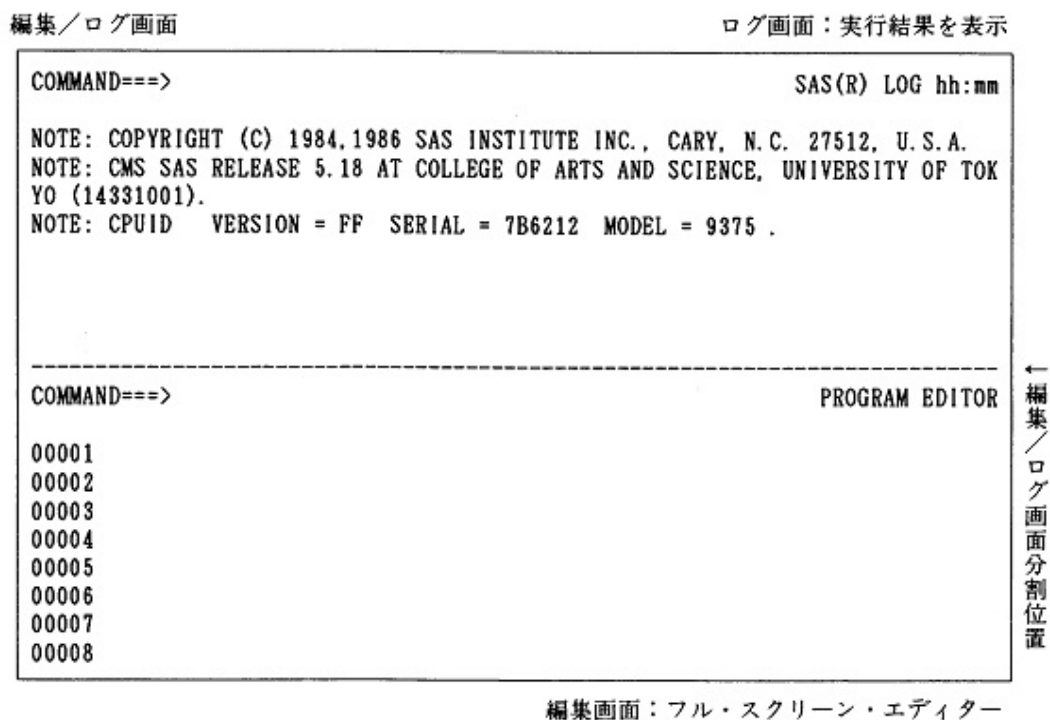 編集／ログ画面
ログ画面：実行結果を表示
COMMAND===>
SAS(R) LOG hh:mm
NOTE: COPYRIGHT (C) 1984,1986 SAS INSTITUTE INC., CARY, N.C. 27512, U.S.A.
NOTE: CMS SAS RELEASE 5.18 AT COLLEGE OF ARTS AND SCIENCE, UNIVERSITY OF TOK
YO (14331001).
NOTE: CPUID   VERSION = FF  SERIAL = 7B6212  MODEL = 9375 .
COMMAND===>
PROGRAM EDITOR
00001
00002
00003
00004
00005
00006
00007
00008
←編集／ログ画面分割位置
編集画面：フル・スクリーン・エディター